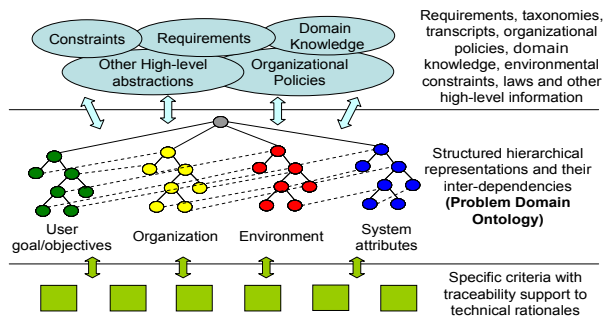 Constraints
Requirements
Domain
Knowledge
Other High-level
abstractions
Organizational
Policies
Requirements, taxonomies,
transcripts, organizational
policies, domain
knowledge, environmental
constraints, laws and other
high-level information
User
goal/objectives
Organization
Environment
System
attributes
Structured hierarchical
representations and their
inter-dependencies
(Problem Domain
Ontology)
Specific criteria with
traceability support to
technical rationales